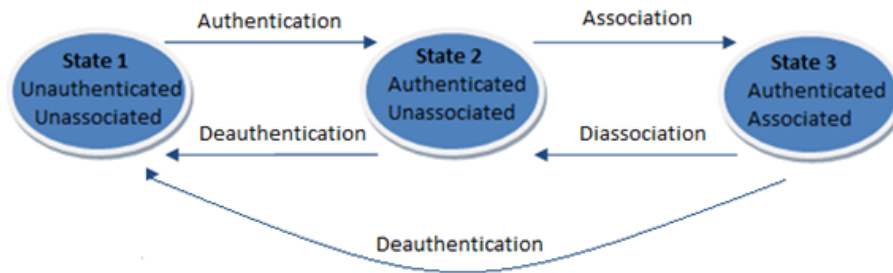 Authentication
Association
State 1
Unauthenticated
Unassociated
State 2
Authenticated
Unassociated
State 3
Authenticated
Associated
Deauthentication
Diassociation
Deauthentication